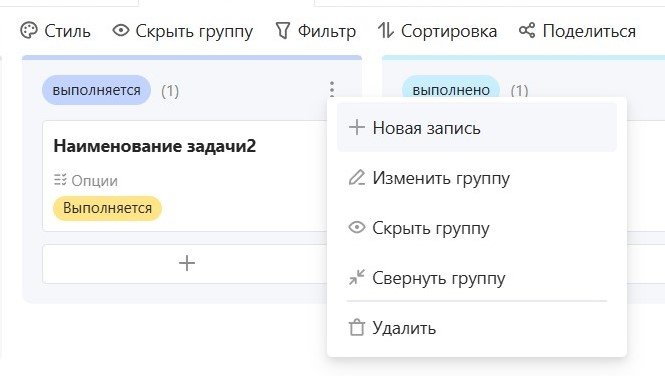 Стиль Скрыть группу Фильтр Сортировка Поделиться
выполняется (1)
выполнено (1)
Наименование задачи2
Опции
Выполняется
Новая запись
Изменить группу
Скрыть группу
Свернуть группу
Удалить